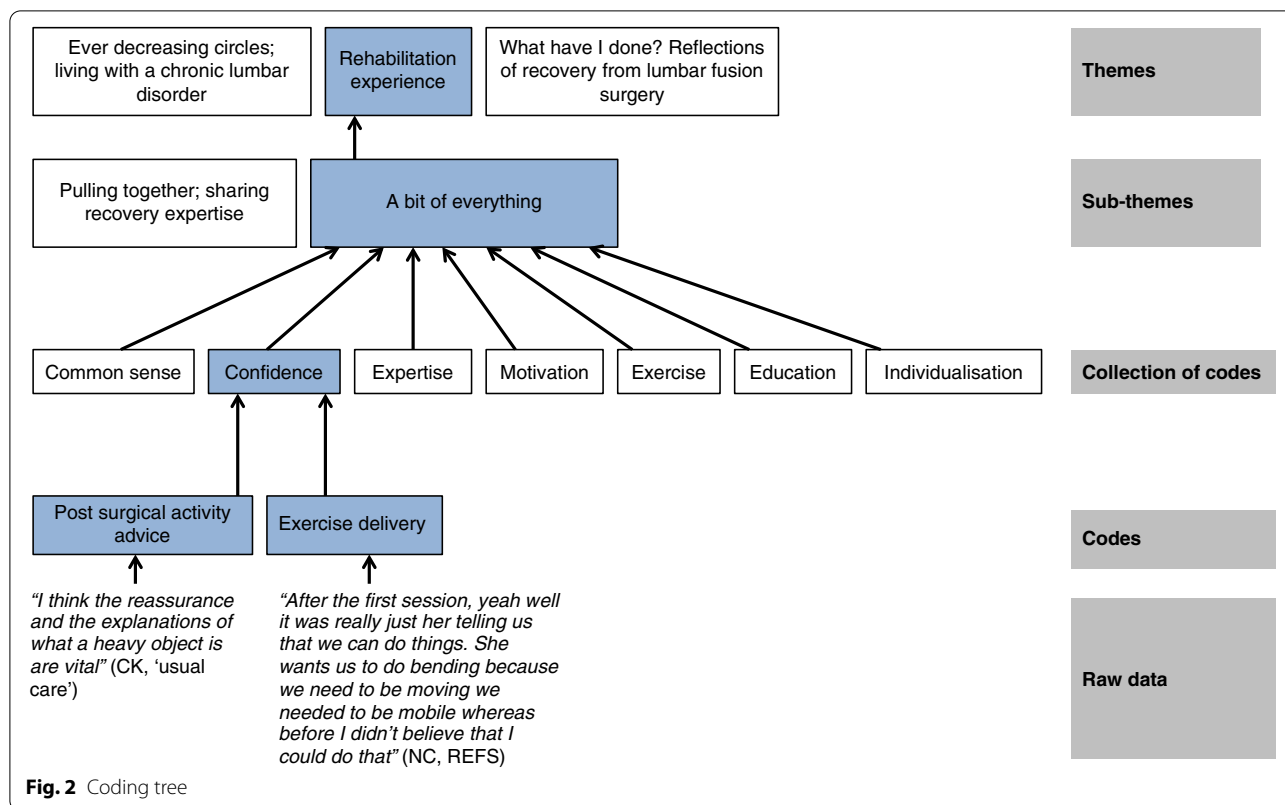 Ever decreasing circles;
living with a chronic lumbar
disorder
Rehabilitation
experience
What have I done? Reflections
of recovery from lumbar fusion
surgery
Themes
Pulling together; sharing
recovery expertise
A bit of everything
Sub-themes
Common sense
Confidence
Expertise
Motivation
Exercise
Education
Individualisation
Collection of codes
Post surgical activity
advice
Exercise delivery
Codes
“I think the reassurance
and the explanations of
what a heavy object is
are vital” (CK, ‘usual
care’)
“After the first session, yeah well
it was really just her telling us
that we can do things. She
wants us to do bending because
we need to be moving we
needed to be mobile whereas
before I didn’t believe that I
could do that” (NC, REFS)
Raw data
Fig. 2 Coding tree